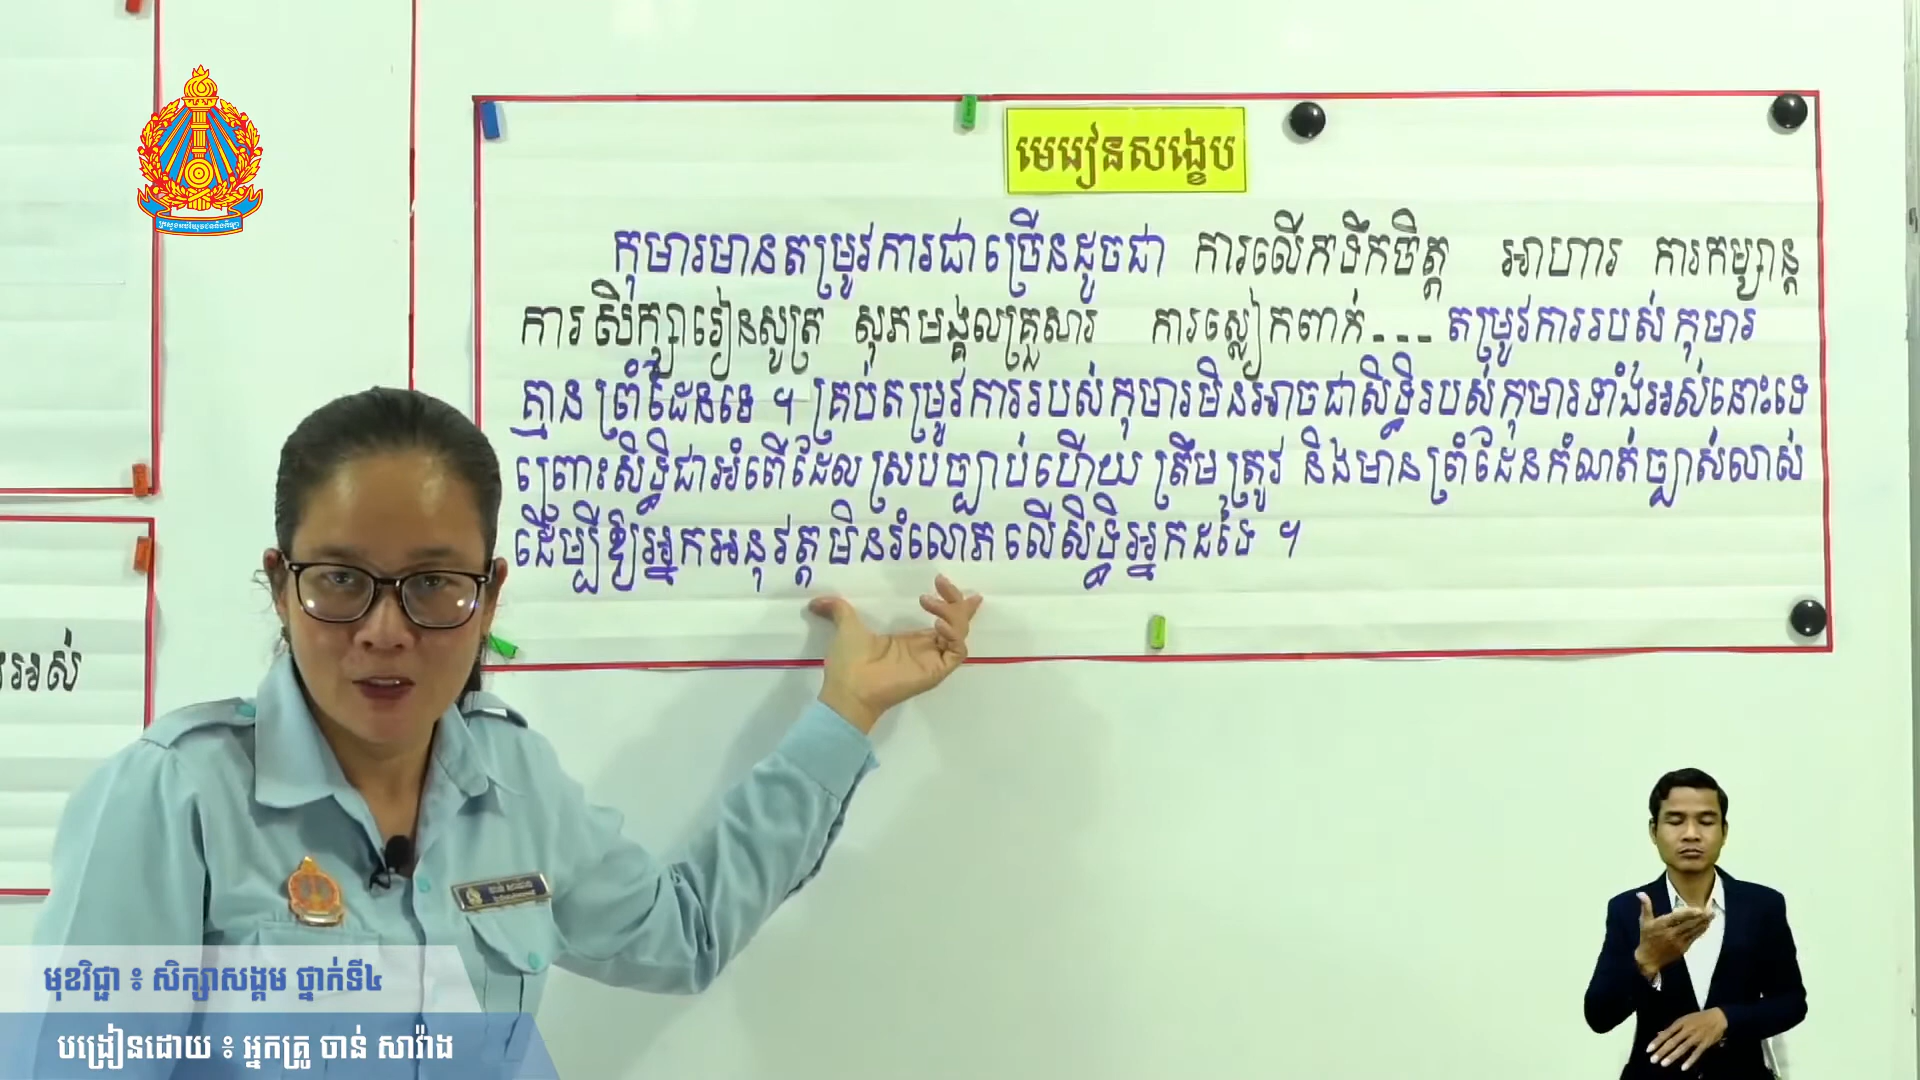 មេរៀនសង្ខេប
កុមារមានតម្រូវការជាច្រើនដូចជា ការលើកទឹកចិត្ត អាហារ ការកម្សាន្ត
ការសិក្សារៀនសូត្រ សុភមង្គលគ្រួសារ ការស្លៀកពាក់... តម្រូវការរបស់កុមារ
គ្មានព្រំដែនទេ ។ គ្រប់តម្រូវការរបស់កុមារមិនអាចជាសិទ្ធិរបស់កុមារទាំងអស់នោះទេ
ព្រោះសិទ្ធិជាអំពើដែលស្របច្បាប់ហើយត្រឹមត្រូវ និងមានព្រំដែនកំណត់ច្បាស់លាស់
ដើម្បីឱ្យអ្នកអនុវត្តមិនរំលោភលើសិទ្ធិអ្នកដទៃ ។
រអស់
មុខវិជ្ជា ៖ សិក្សាសង្គម ថ្នាក់ទី៤
បង្រៀនដោយ ៖ អ្នកគ្រូ ចាន់ សារ៉ាង